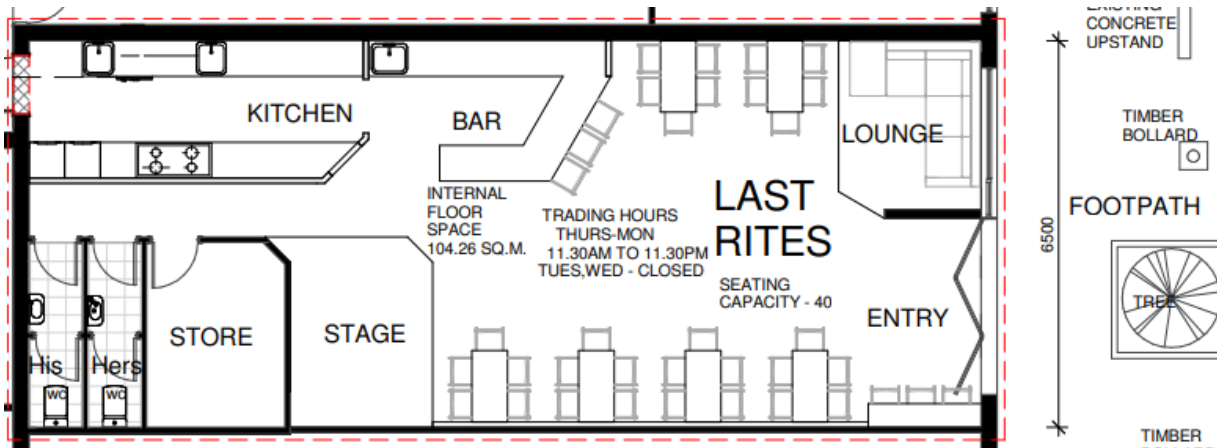 EXISTING
CONCRETE
UPSTAND
KITCHEN
BAR
LOUNGE
TIMBER
BOLLARD
INTERNAL
FLOOR
SPACE
104.26 SQ.M.
TRADING HOURS
THURS-MON
11.30AM TO 11.30PM
TUES,WED - CLOSED
LAST
RITES
SEATING
CAPACITY - 40
FOOTPATH
6500
TREE
ENTRY
STORE
STAGE
His
Hers
WC
WC
TIMBER